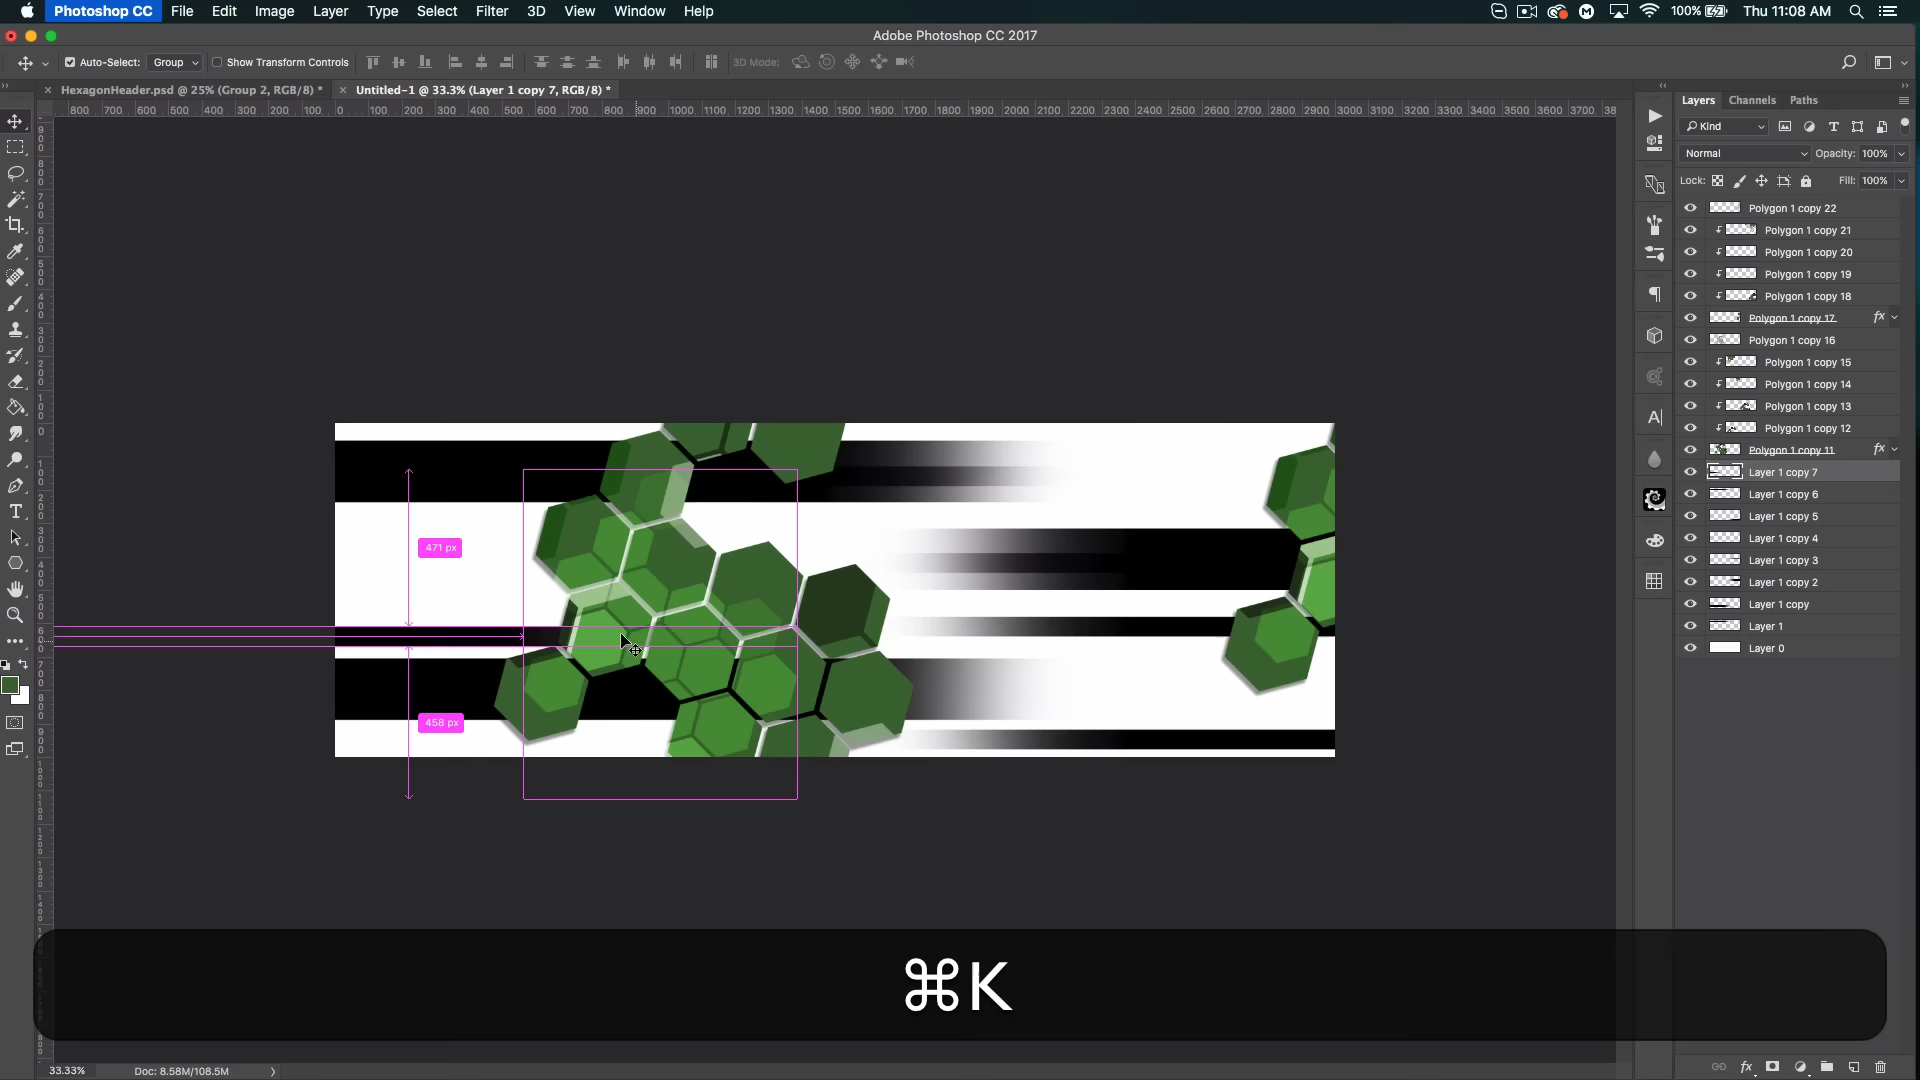 Photoshop CC File Edit Image Layer Type Select Filter 3D View Window Help 100% Thu 11:08 AM
Adobe Photoshop CC 2017
Auto-Select: Group Show Transform Controls 3D Mode:
HexagonHeader.psd @ 25% (Group 2, RGB/8) * Untitled-1 @ 33.3% (Layer 1 copy 7, RGB/8) *
800 700 600 500 400 300 200 100 0 100 200 300 400 500 600 700 800 900 1000 1100 1200 1300 1400 1500 1600 1700 1800 1900 2000 2100 2200 2300 2400 2500 2600 2700 2800 2900 3000 3100 3200 3300 3400 3500 3600 3700 38
Layers Channels Paths
Kind
Normal Opacity: 100%
Lock: Fill: 100%
Polygon 1 copy 22
Polygon 1 copy 21
Polygon 1 copy 20
Polygon 1 copy 19
Polygon 1 copy 18
Polygon 1 copy 17 fx
Polygon 1 copy 16
Polygon 1 copy 15
Polygon 1 copy 14
Polygon 1 copy 13
Polygon 1 copy 12
Polygon 1 copy 11 fx
Layer 1 copy 7
Layer 1 copy 6
Layer 1 copy 5
Layer 1 copy 4
Layer 1 copy 3
Layer 1 copy 2
Layer 1 copy
Layer 1
Layer 0
471 px
458 px
⌘K
33.33% Doc: 8.58M/108.5M